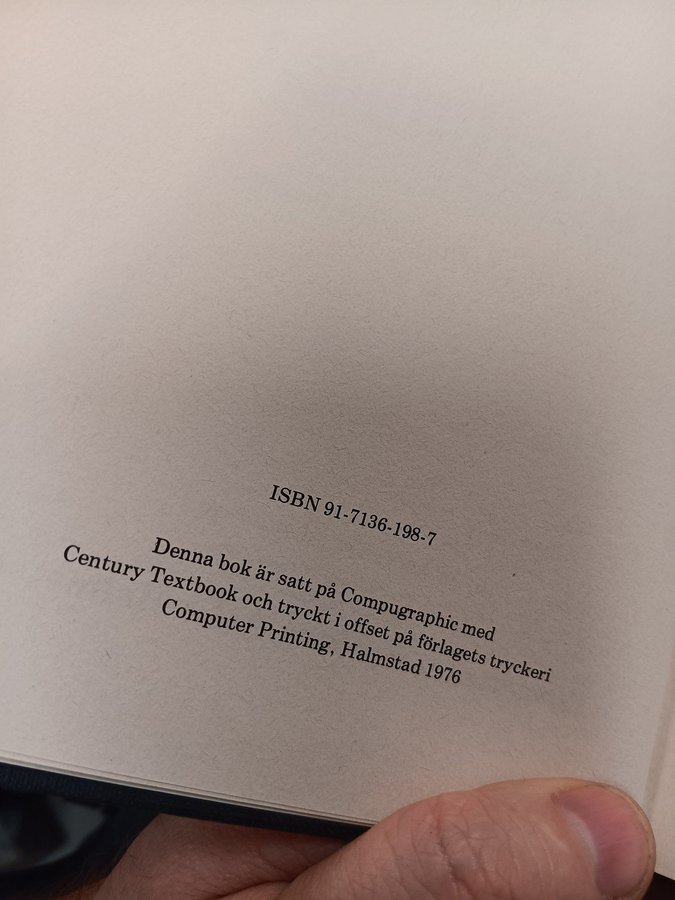 ISBN 91-7136-198-7
Denna bok är satt på Compugraphic med
Century Textbook och tryckt i offset på förlagets tryckeri
Computer Printing, Halmstad 1976